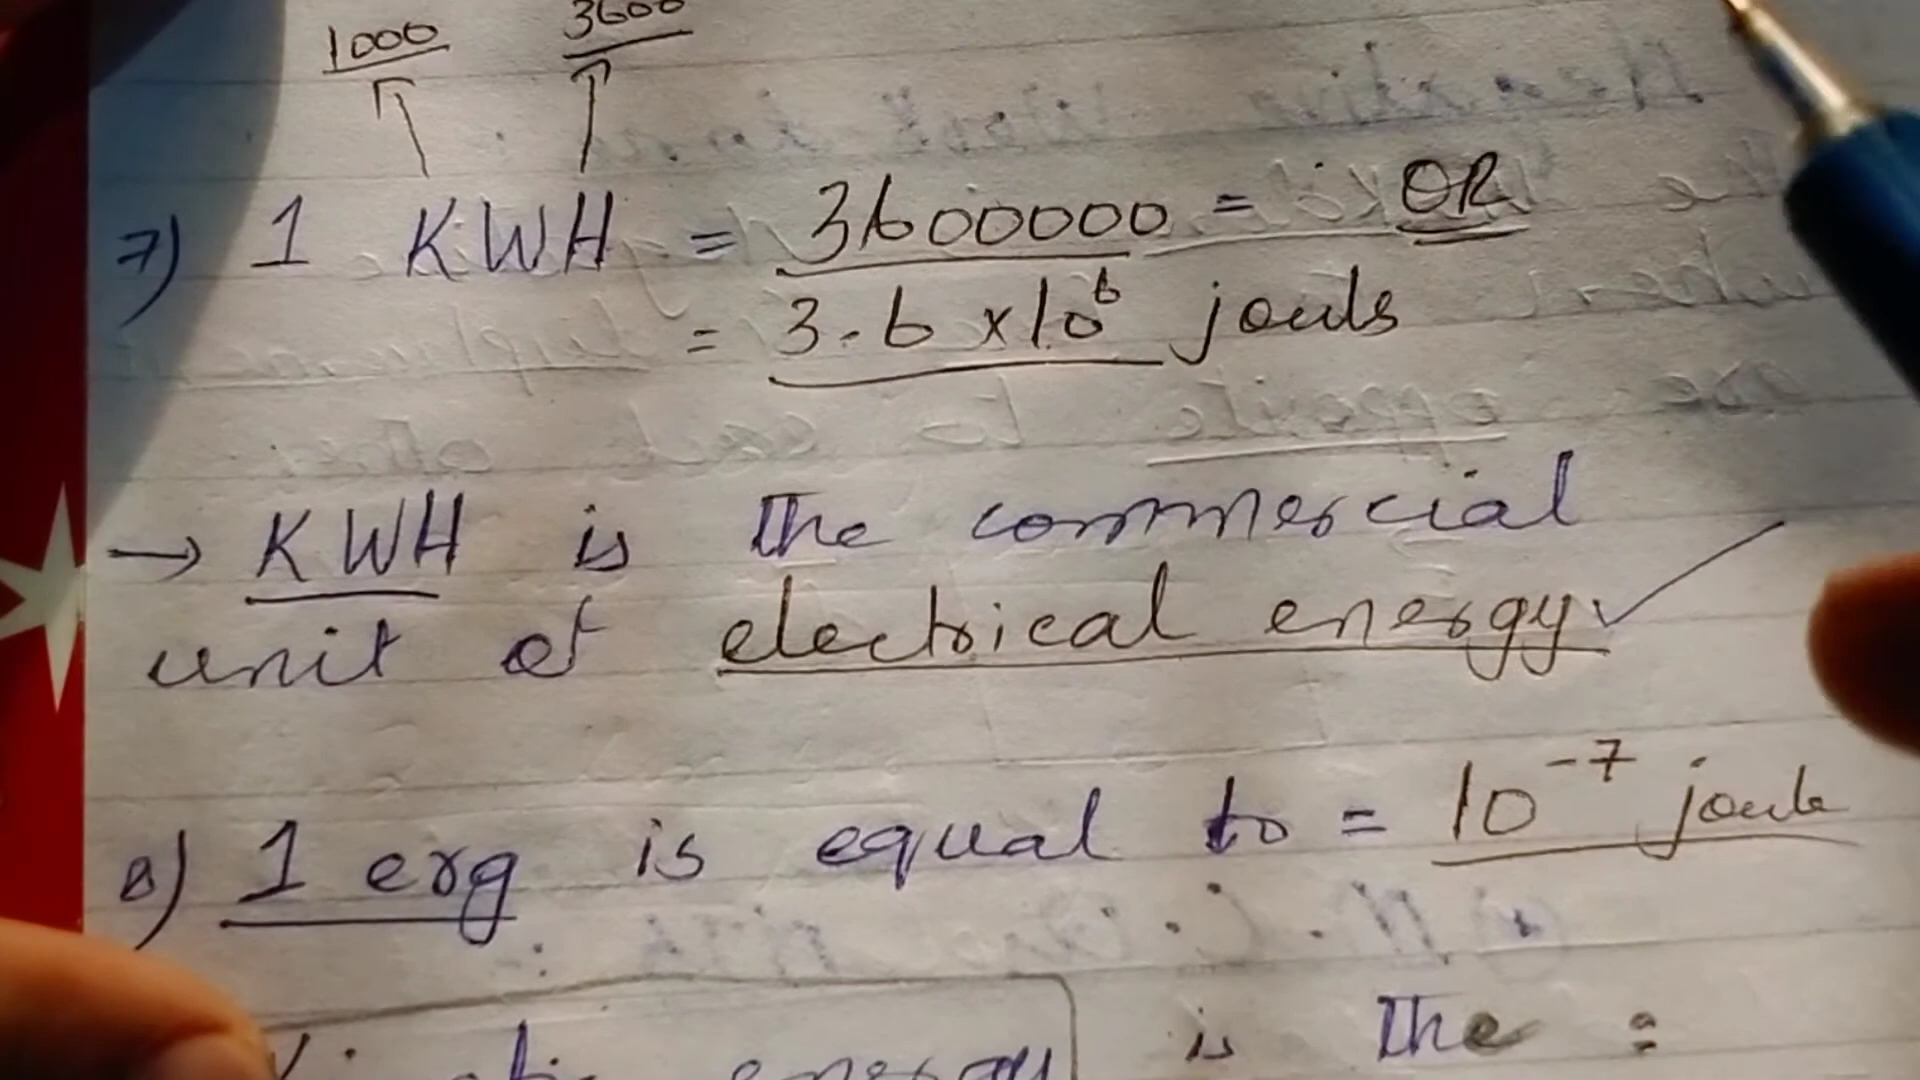 1000 3600
7) 1 KWH = 3600000 = OR
= 3.6 x 10⁶ jouls
→ KWH is the commercial
unit of electrical energy ✓
8) 1 erg is equal to = 10⁻⁷ joule
energy is the :